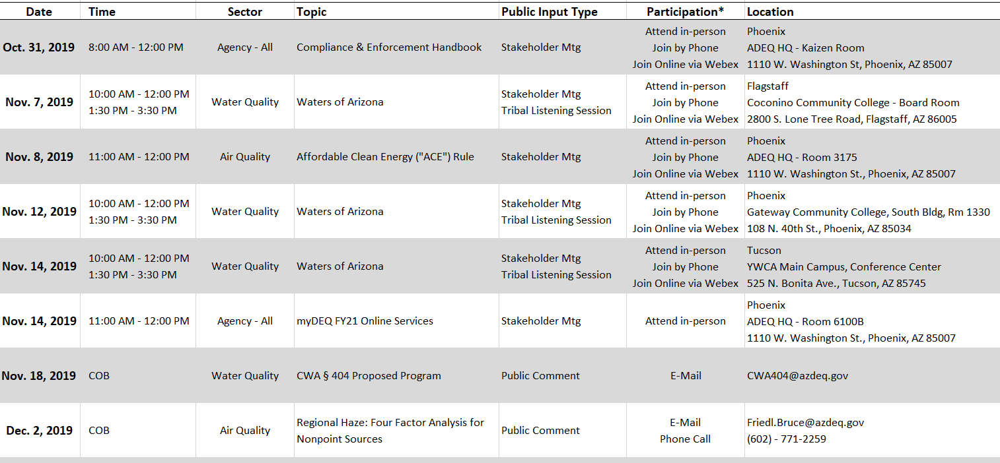 Date Time Sector Topic Public Input Type Participation* Location
Oct. 31, 2019 8:00 AM - 12:00 PM Agency - All Compliance & Enforcement Handbook Stakeholder Mtg
Attend in-person
Join by Phone
Join Online via Webex
Phoenix
ADEQ HQ - Kaizen Room
1110 W. Washington St, Phoenix, AZ 85007
Nov. 7, 2019
10:00 AM - 12:00 PM
1:30 PM - 3:30 PM
Water Quality
Waters of Arizona
Stakeholder Mtg
Tribal Listening Session
Attend in-person
Join by Phone
Join Online via Webex
Flagstaff
Coconino Community College - Board Room
2800 S. Lone Tree Road, Flagstaff, AZ 86005
Nov. 8, 2019 11:00 AM - 12:00 PM Air Quality Affordable Clean Energy ("ACE") Rule Stakeholder Mtg
Attend in-person
Join by Phone
Join Online via Webex
Phoenix
ADEQ HQ - Room 3175
1110 W. Washington St., Phoenix, AZ 85007
Nov. 12, 2019
10:00 AM - 12:00 PM
1:30 PM - 3:30 PM
Water Quality
Waters of Arizona
Stakeholder Mtg
Tribal Listening Session
Attend in-person
Join by Phone
Join Online via Webex
Phoenix
Gateway Community College, South Bldg, Rm 1330
108 N. 40th St., Phoenix, AZ 85034
Nov. 14, 2019
10:00 AM - 12:00 PM
1:30 PM - 3:30 PM
Water Quality
Waters of Arizona
Stakeholder Mtg
Tribal Listening Session
Attend in-person
Join by Phone
Join Online via Webex
Tucson
YWCA Main Campus, Conference Center
525 N. Bonita Ave., Tucson, AZ 85745
Nov. 14, 2019 11:00 AM - 12:00 PM Agency - All myDEQ FY21 Online Services Stakeholder Mtg Attend in-person
Phoenix
ADEQ HQ - Room 6100B
1110 W. Washington St., Phoenix, AZ 85007
Nov. 18, 2019 COB Water Quality CWA § 404 Proposed Program Public Comment E-Mail CWA404@azdeq.gov
Dec. 2, 2019 COB Air Quality
Regional Haze: Four Factor Analysis for
Nonpoint Sources
Public Comment
E-Mail
Phone Call
Friedl.Bruce@azdeq.gov
(602) - 771-2259